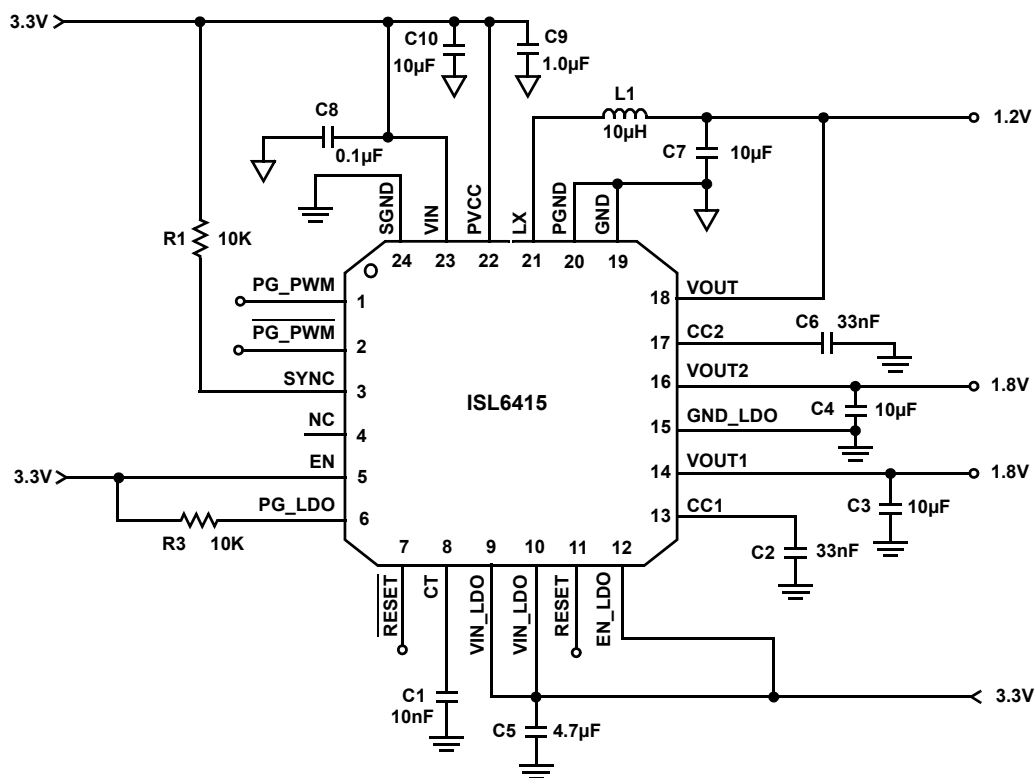 3.3V
C10
10µF
C9
1.0µF
C8
0.1µF
L1
10µH
1.2V
C7
10µF
SGND
VIN
PVCC
LX
PGND
GND
R1
10K
24
23
22
21
20
19
PG_PWM
1
PG_PWM
2
SYNC
3
NC
4
EN
5
3.3V
PG_LDO
6
R3
10K
ISL6415
18
VOUT
17
CC2
C6
33nF
16
VOUT2
1.8V
C4
10µF
15
GND_LDO
14
VOUT1
1.8V
C3
10µF
13
CC1
C2
33nF
7
8
9
10
11
12
RESET
CT
VIN_LDO
VIN_LDO
RESET
EN_LDO
C1
10nF
C5
4.7µF
3.3V